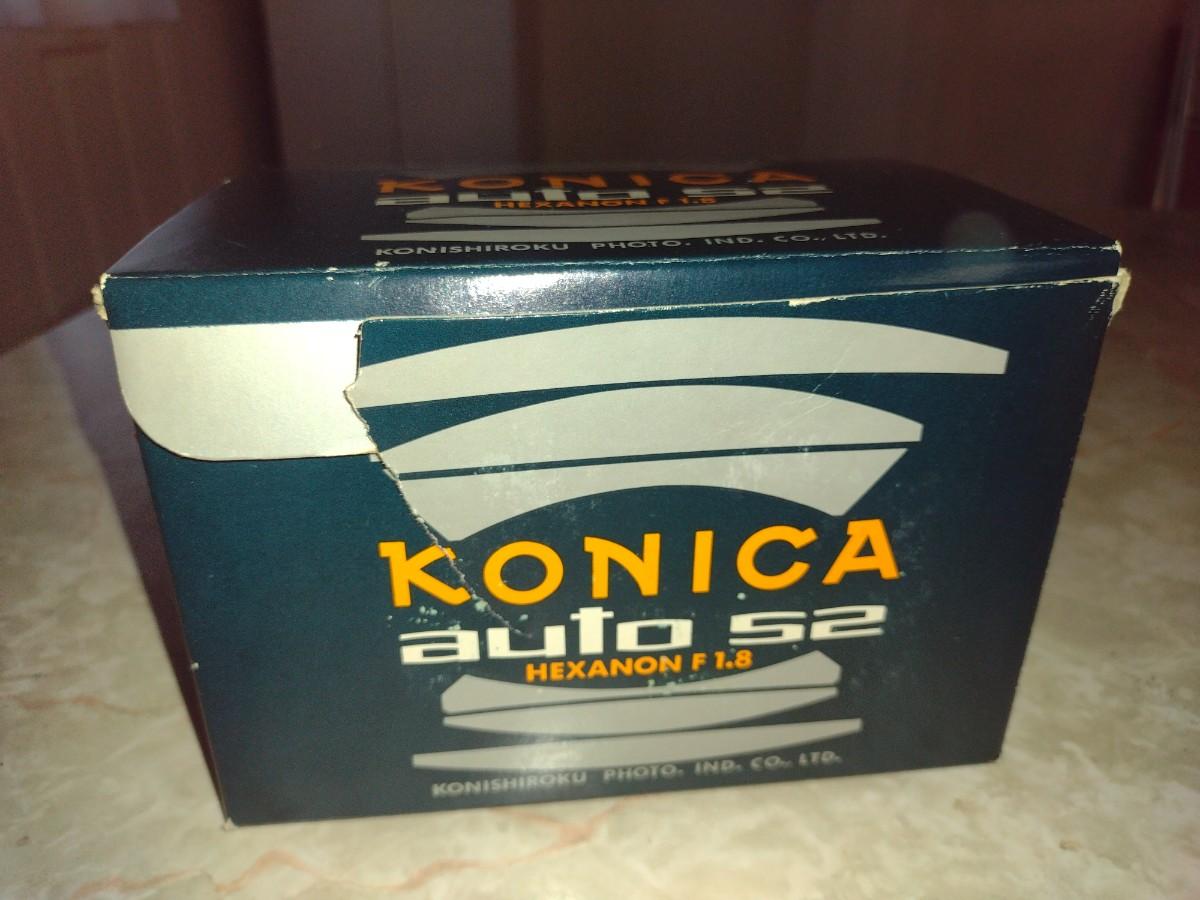 KONICA
auto S2
HEXANON F 1.8
KONISHIROKU PHOTO. IND. CO., LTD.
KONICA
auto S2
HEXANON F 1.8
KONISHIROKU PHOTO. IND. CO., LTD.